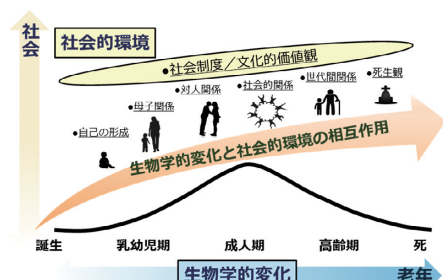 社会
社会的環境
●社会制度／文化的価値観
●自己の形成
●母子関係
●対人関係
●社会的関係
●世代間関係
●死生観
生物学的変化と社会的環境の相互作用
誕生
乳幼児期
成人期
高齢期
死
生物学的変化
老年